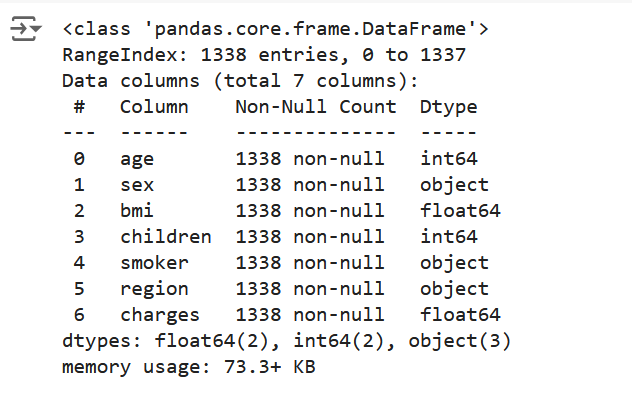 <class 'pandas.core.frame.DataFrame'>
RangeIndex: 1338 entries, 0 to 1337
Data columns (total 7 columns):
 #   Column    Non-Null Count  Dtype
---  ------    --------------  -----
 0   age       1338 non-null   int64
 1   sex       1338 non-null   object
 2   bmi       1338 non-null   float64
 3   children  1338 non-null   int64
 4   smoker    1338 non-null   object
 5   region    1338 non-null   object
 6   charges   1338 non-null   float64
dtypes: float64(2), int64(2), object(3)
memory usage: 73.3+ KB